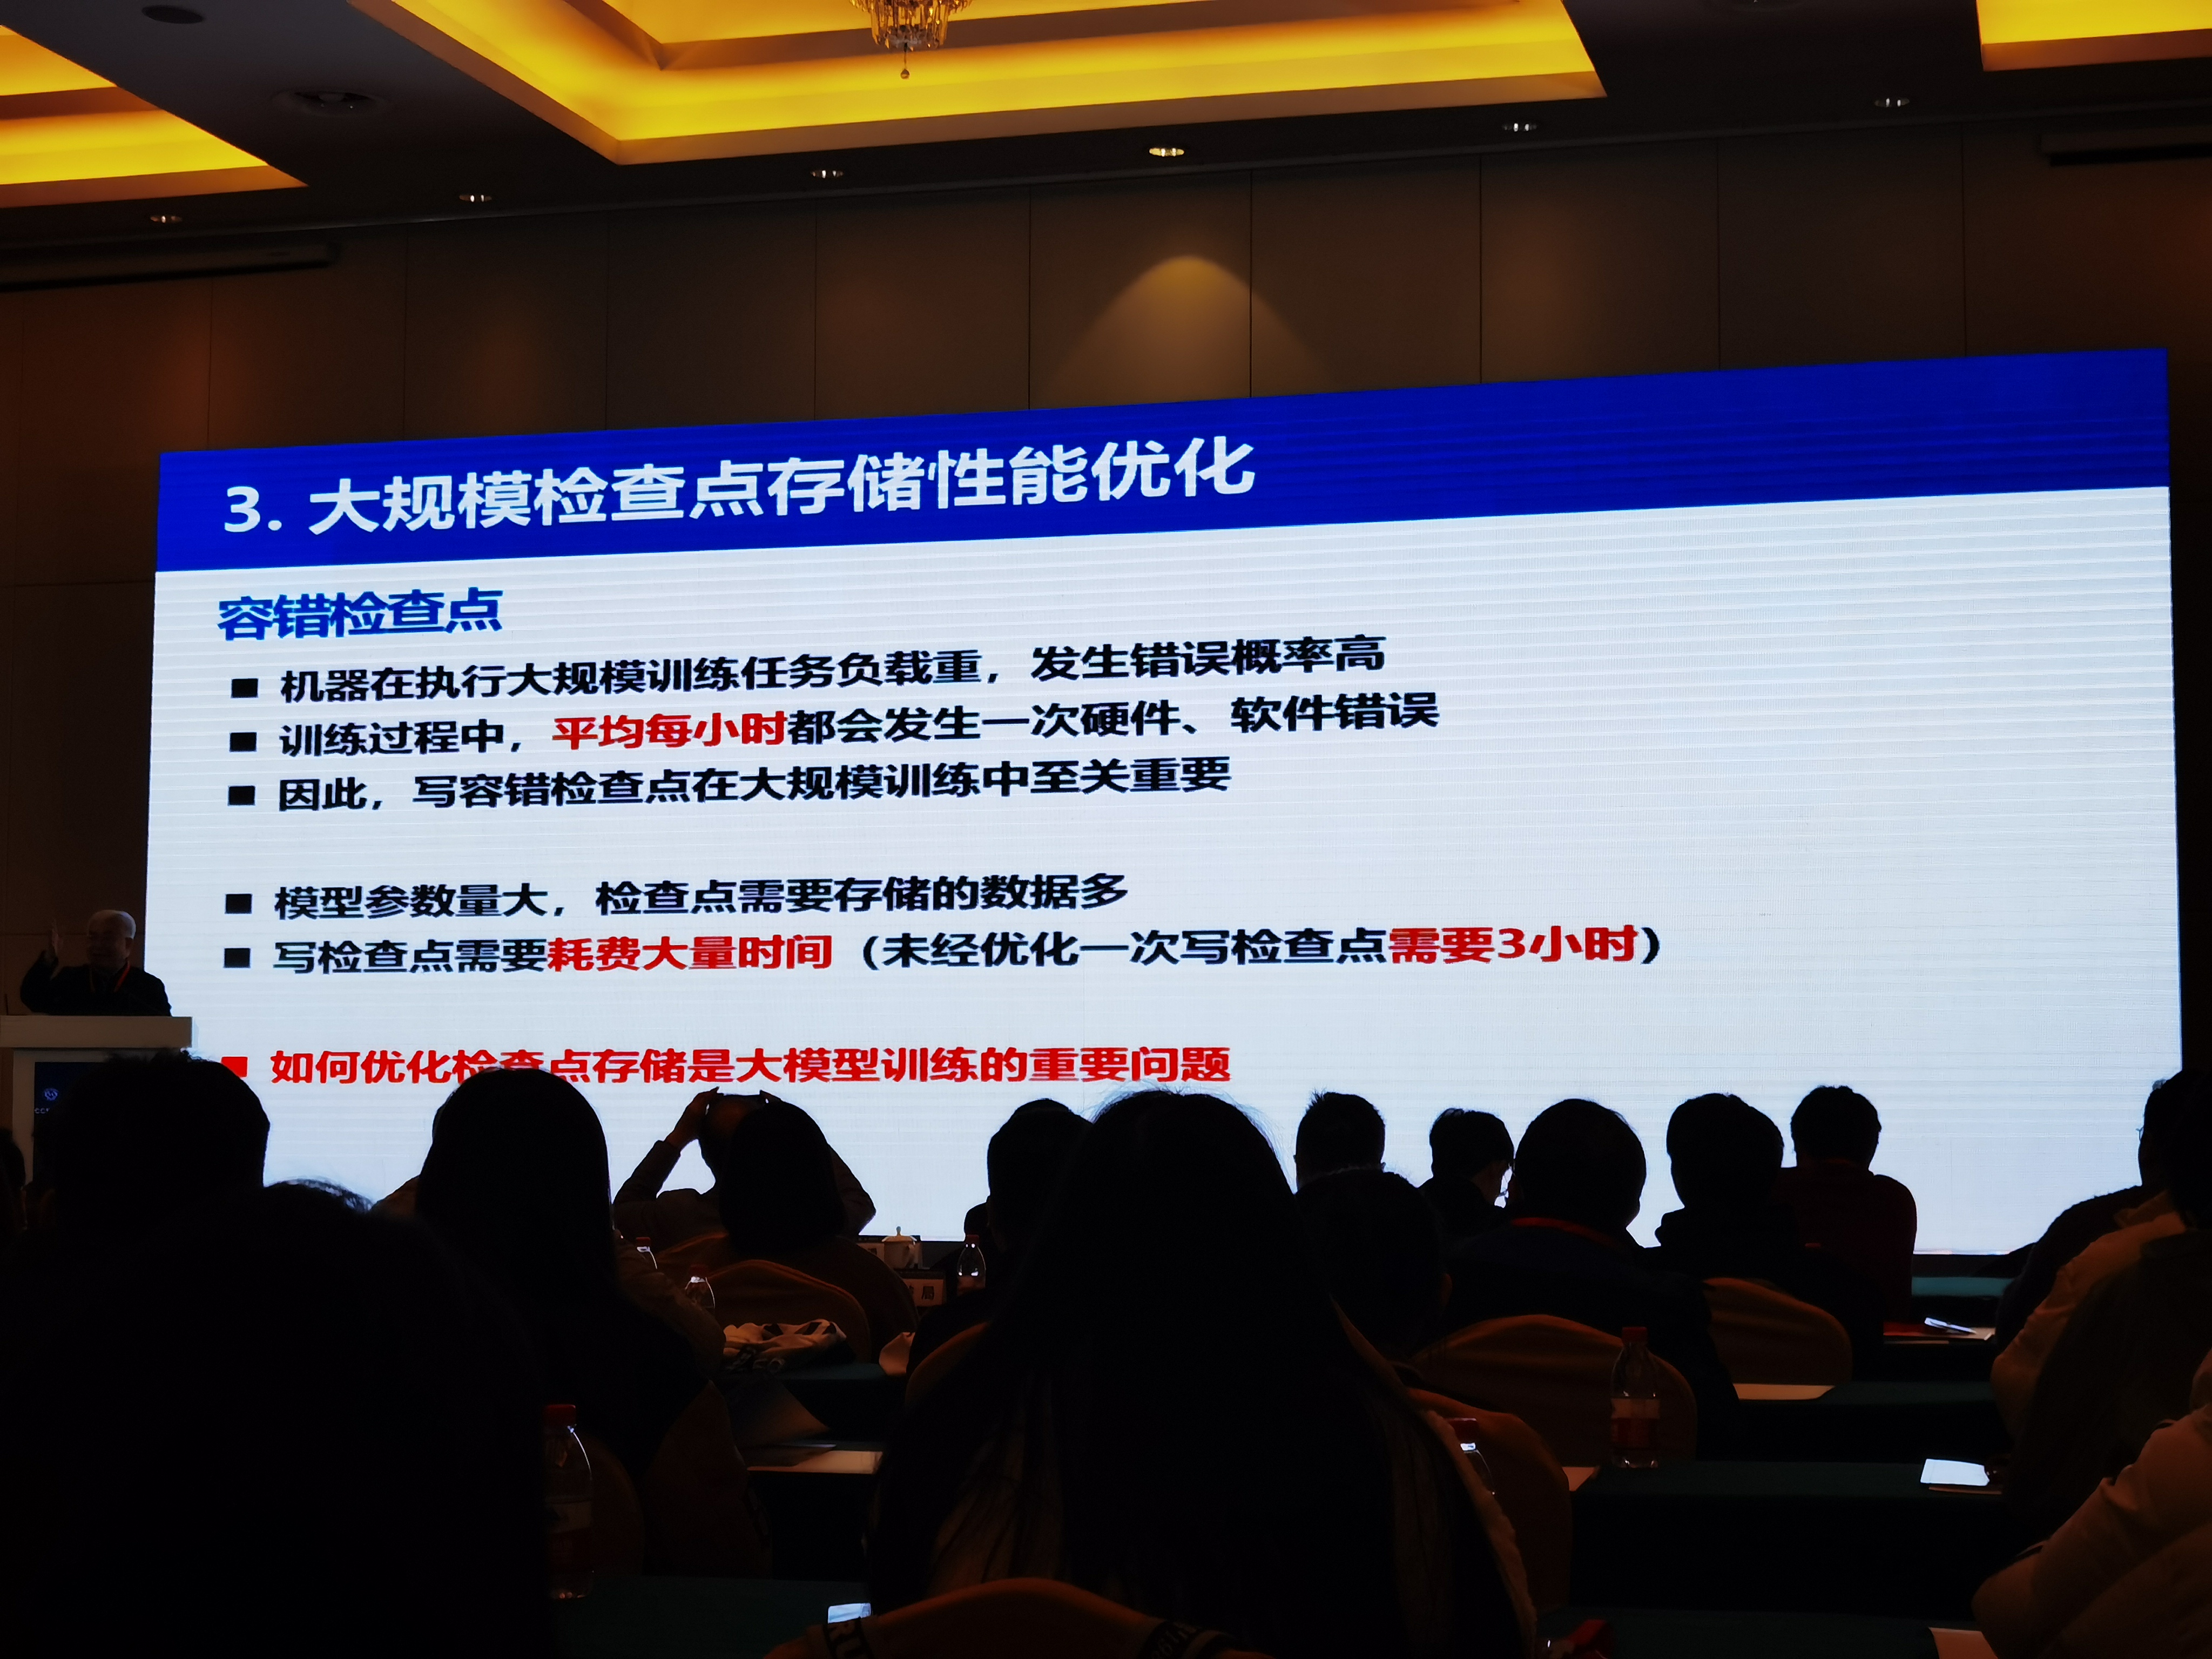 3. 大规模检查点存储性能优化
容错检查点
■ 机器在执行大规模训练任务负载重，发生错误概率高
■ 训练过程中，平均每小时都会发生一次硬件、软件错误
■ 因此，写容错检查点在大规模训练中至关重要
■ 模型参数量大，检查点需要存储的数据多
■ 写检查点需要耗费大量时间（未经优化一次写检查点需要3小时）
■ 如何优化检查点存储是大模型训练的重要问题